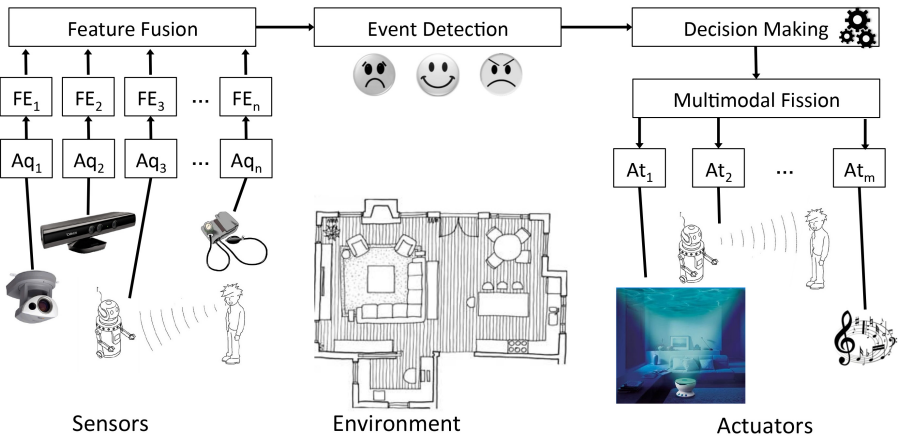 Feature Fusion
Event Detection
Decision Making
FE1 FE2 FE3 ... FEn
Multimodal Fission
Aq1 Aq2 Aq3 ... Aqn
At1 At2 ... Atm
Sensors
Environment
Actuators